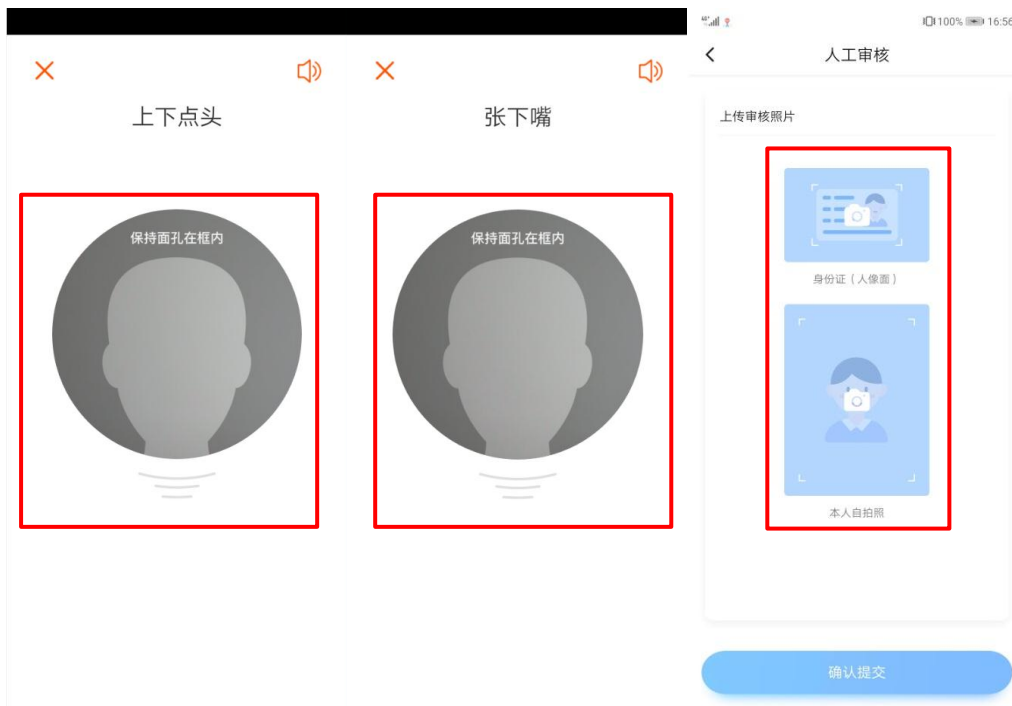 上下点头
保持面孔在框内
张下嘴
保持面孔在框内
100% 16:56
人工审核
上传审核照片
身份证（人像面）
本人自拍照
确认提交